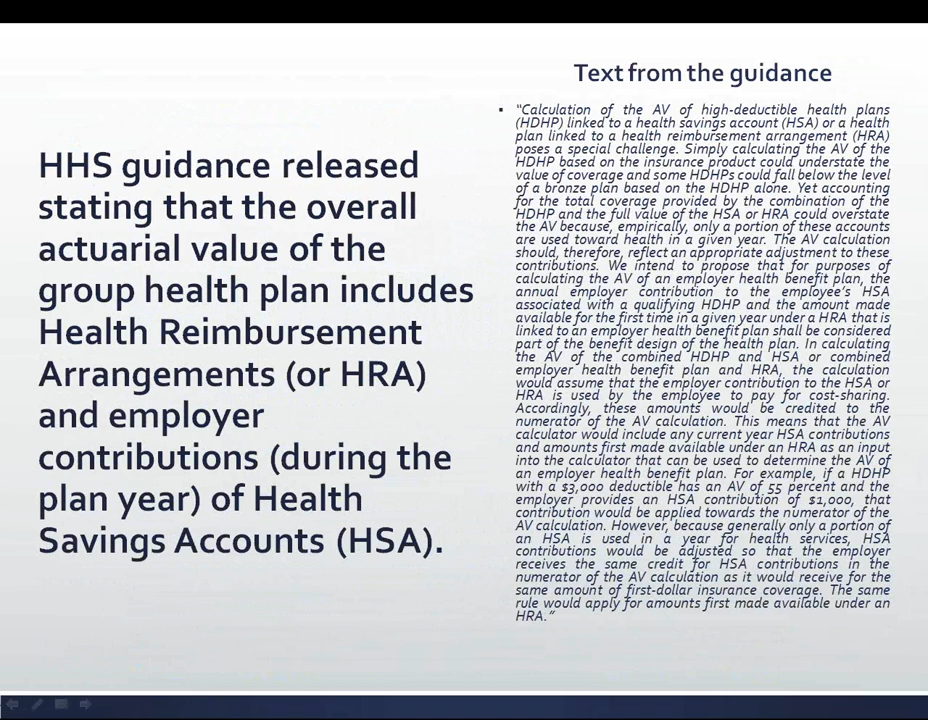 HHS guidance released
stating that the overall
actuarial value of the
group health plan includes
Health Reimbursement
Arrangements (or HRA)
and employer
contributions (during the
plan year) of Health
Savings Accounts (HSA).
Text from the guidance
▪ "Calculation of the AV of high-deductible health plans
(HDHP) linked to a health savings account (HSA) or a health
plan linked to a health reimbursement arrangement (HRA)
poses a special challenge. Simply calculating the AV of the
HDHP based on the insurance product could understate the
value of coverage and some HDHPs could fall below the level
of a bronze plan based on the HDHP alone. Yet accounting
for the total coverage provided by the combination of the
HDHP and the full value of the HSA or HRA could overstate
the AV because, empirically, only a portion of these accounts
are used toward health in a given year. The AV calculation
should, therefore, reflect an appropriate adjustment to these
contributions. We intend to propose that for purposes of
calculating the AV of an employer health benefit plan, the
annual employer contribution to the employee's HSA
associated with a qualifying HDHP and the amount made
available for the first time in a given year under a HRA that is
linked to an employer health benefit plan shall be considered
part of the benefit design of the health plan. In calculating
the AV of the combined HDHP and HSA or combined
employer health benefit plan and HRA, the calculation
would assume that the employer contribution to the HSA or
HRA is used by the employee to pay for cost-sharing.
Accordingly, these amounts would be credited to the
numerator of the AV calculation. This means that the AV
calculator would include any current year HSA contributions
and amounts first made available under an HRA as an input
into the calculator that can be used to determine the AV of
an employer health benefit plan. For example, if a HDHP
with a $3,000 deductible has an AV of 55 percent and the
employer provides an HSA contribution of $1,000, that
contribution would be applied towards the numerator of the
AV calculation. However, because generally only a portion of
an HSA is used in a year for health services, HSA
contributions would be adjusted so that the employer
receives the same credit for HSA contributions in the
numerator of the AV calculation as it would receive for the
same amount of first-dollar insurance coverage. The same
rule would apply for amounts first made available under an
HRA."